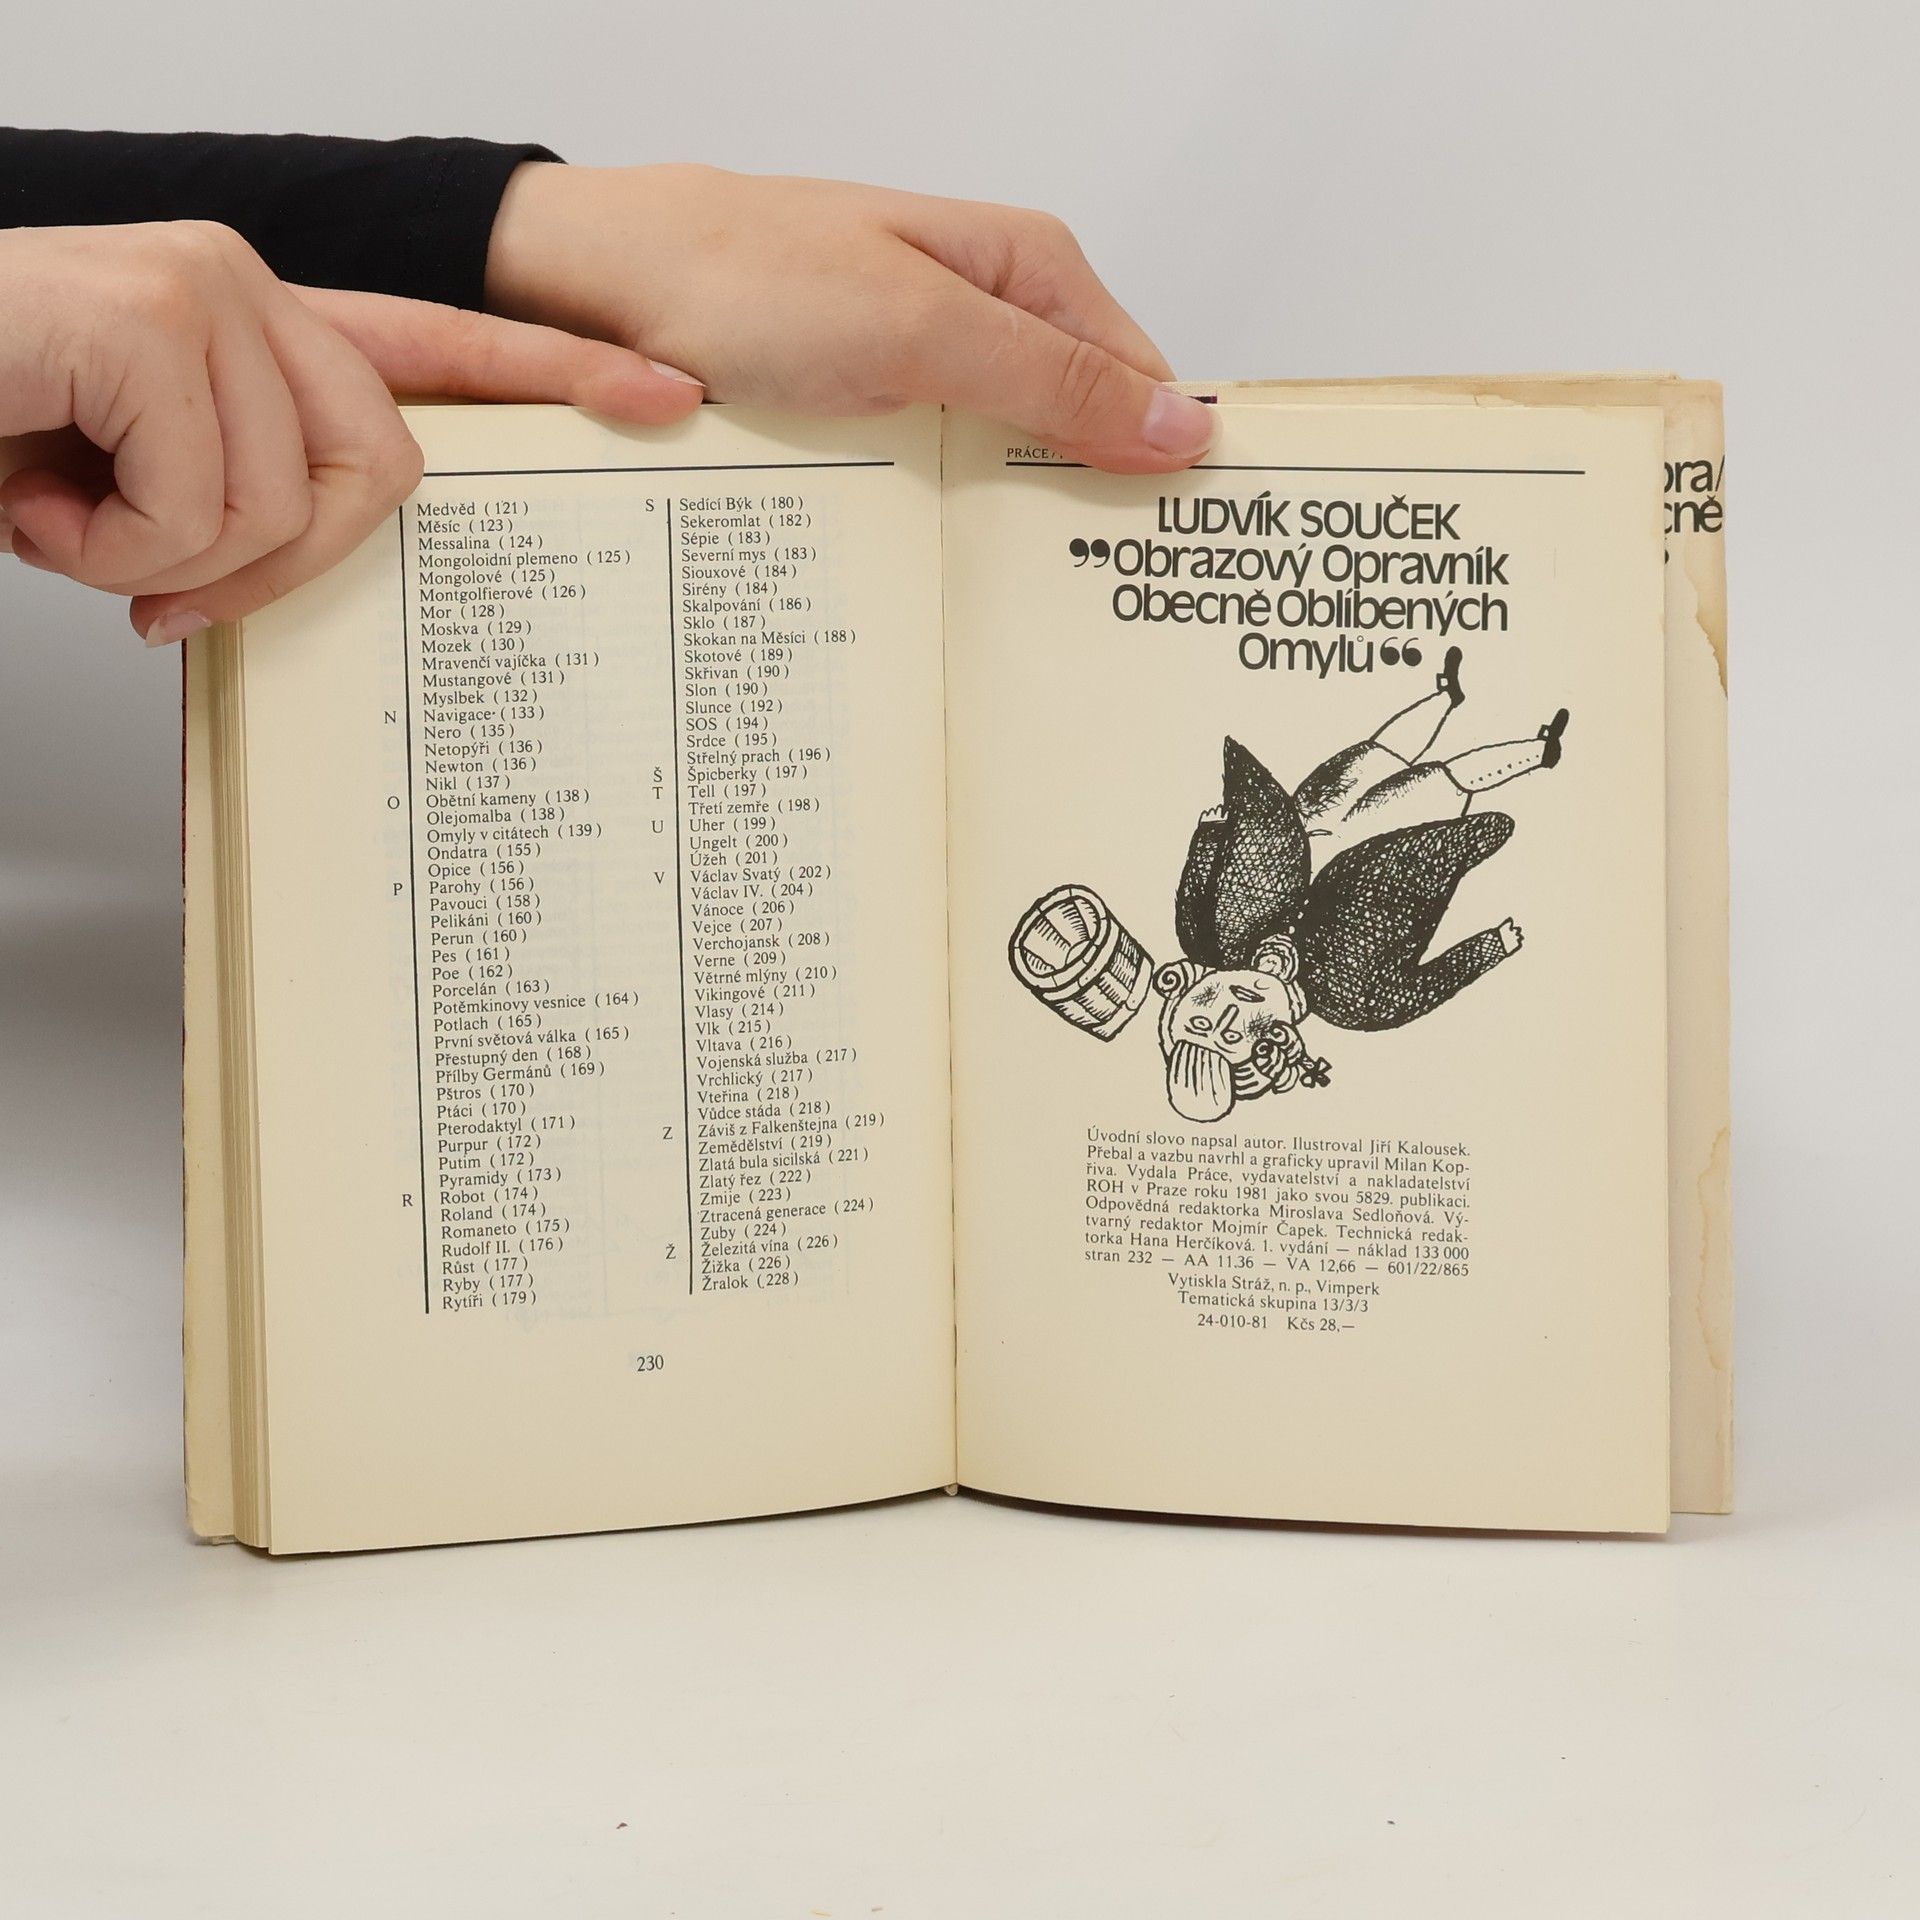 Medvěd ( 121 )
Měsíc ( 123 )
Messalina ( 124 )
Mongoloidní plemeno ( 125 )
Mongolové ( 125 )
Montgolfierové ( 126 )
Mor ( 128 )
Moskva ( 129 )
Mozek ( 130 )
Mravenčí vajíčka ( 131 )
Mustangové ( 131 )
Myslbek ( 132 )
N Navigace ( 133 )
Nero ( 135 )
Netopýři ( 136 )
Newton ( 136 )
Nikl ( 137 )
O Obětní kameny ( 138 )
Olejomalba ( 138 )
Omyly v citátech ( 139 )
Ondatra ( 155 )
Opice ( 156 )
P Parohy ( 156 )
Pavouci ( 158 )
Pelikáni ( 160 )
Perun ( 160 )
Pes ( 161 )
Poe ( 162 )
Porcelán ( 163 )
Potěmkinovy vesnice ( 164 )
Potlach ( 165 )
První světová válka ( 165 )
Přestupný den ( 168 )
Přílby Germánů ( 169 )
Pštros ( 170 )
Ptáci ( 170 )
Pterodaktyl ( 171 )
Purpur ( 172 )
Putim ( 172 )
Pyramidy ( 173 )
R Robot ( 174 )
Roland ( 174 )
Romaneto ( 175 )
Rudolf II. ( 176 )
Růst ( 177 )
Ryby ( 177 )
Rytíři ( 179 )
S Sedící Býk ( 180 )
Sekeromlat ( 182 )
Sépie ( 183 )
Severní mys ( 183 )
Siouxové ( 184 )
Sirény ( 184 )
Skalpování ( 186 )
Sklo ( 187 )
Skokan na Měsíci ( 188 )
Skotové ( 189 )
Skřivan ( 190 )
Slon ( 190 )
Slunce ( 192 )
SOS ( 194 )
Srdce ( 195 )
Střelný prach ( 196 )
Š Špicberky ( 197 )
T Tell ( 197 )
Třetí zemře ( 198 )
U Uher ( 199 )
Ungelt ( 200 )
Úžeh ( 201 )
V Václav Svatý ( 202 )
Václav IV. ( 204 )
Vánoce ( 206 )
Vejce ( 207 )
Verchojansk ( 208 )
Verne ( 209 )
Větrné mlýny ( 210 )
Vikingové ( 211 )
Vlasy ( 214 )
Vlk ( 215 )
Vltava ( 216 )
Vojenská služba ( 217 )
Vrchlický ( 217 )
Vteřina ( 218 )
Vůdce stáda ( 218 )
Z Záviš z Falkenštejna ( 219 )
Zemědělství ( 219 )
Zlatá bula sicilská ( 221 )
Zlatý řez ( 222 )
Zmije ( 223 )
Ztracená generace ( 224 )
Zuby ( 224 )
Ž Železitá vína ( 226 )
Žižka ( 226 )
Žralok ( 228 )
230
PRÁCE/
LUDVÍK SOUČEK
”Obrazový Opravník
Obecně Oblíbených
Omylů“
Úvodní slovo napsal autor. Ilustroval Jiří Kalousek.
Přebal a vazbu navrhl a graficky upravil Milan Kop-
řiva. Vydala Práce, vydavatelství a nakladatelství
ROH v Praze roku 1981 jako svou 5829. publikaci.
Odpovědná redaktorka Miroslava Sedloňová. Vý-
tvarný redaktor Mojmír Čapek. Technická redak-
torka Hana Herčíková. 1. vydání — náklad 133 000
stran 232 — AA 11.36 — VA 12,66 — 601/22/865
Vytiskla Stráž, n. p., Vimperk
Tematická skupina 13/3/3
24-010-81 Kčs 28,—